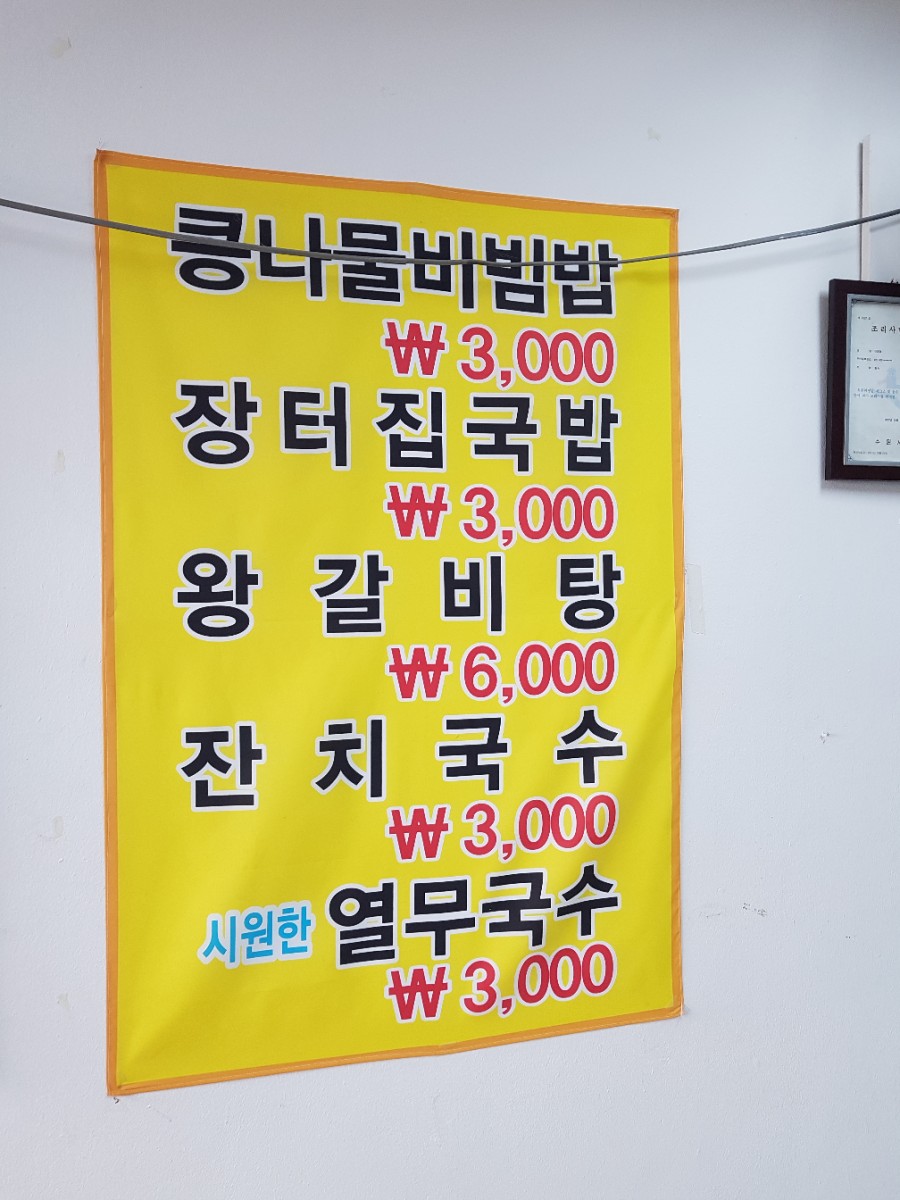 콩나물비빔밥
₩3,000
장터집국밥
₩3,000
왕갈비탕
₩6,000
잔치국수
₩3,000
시원한 열무국수
₩3,000